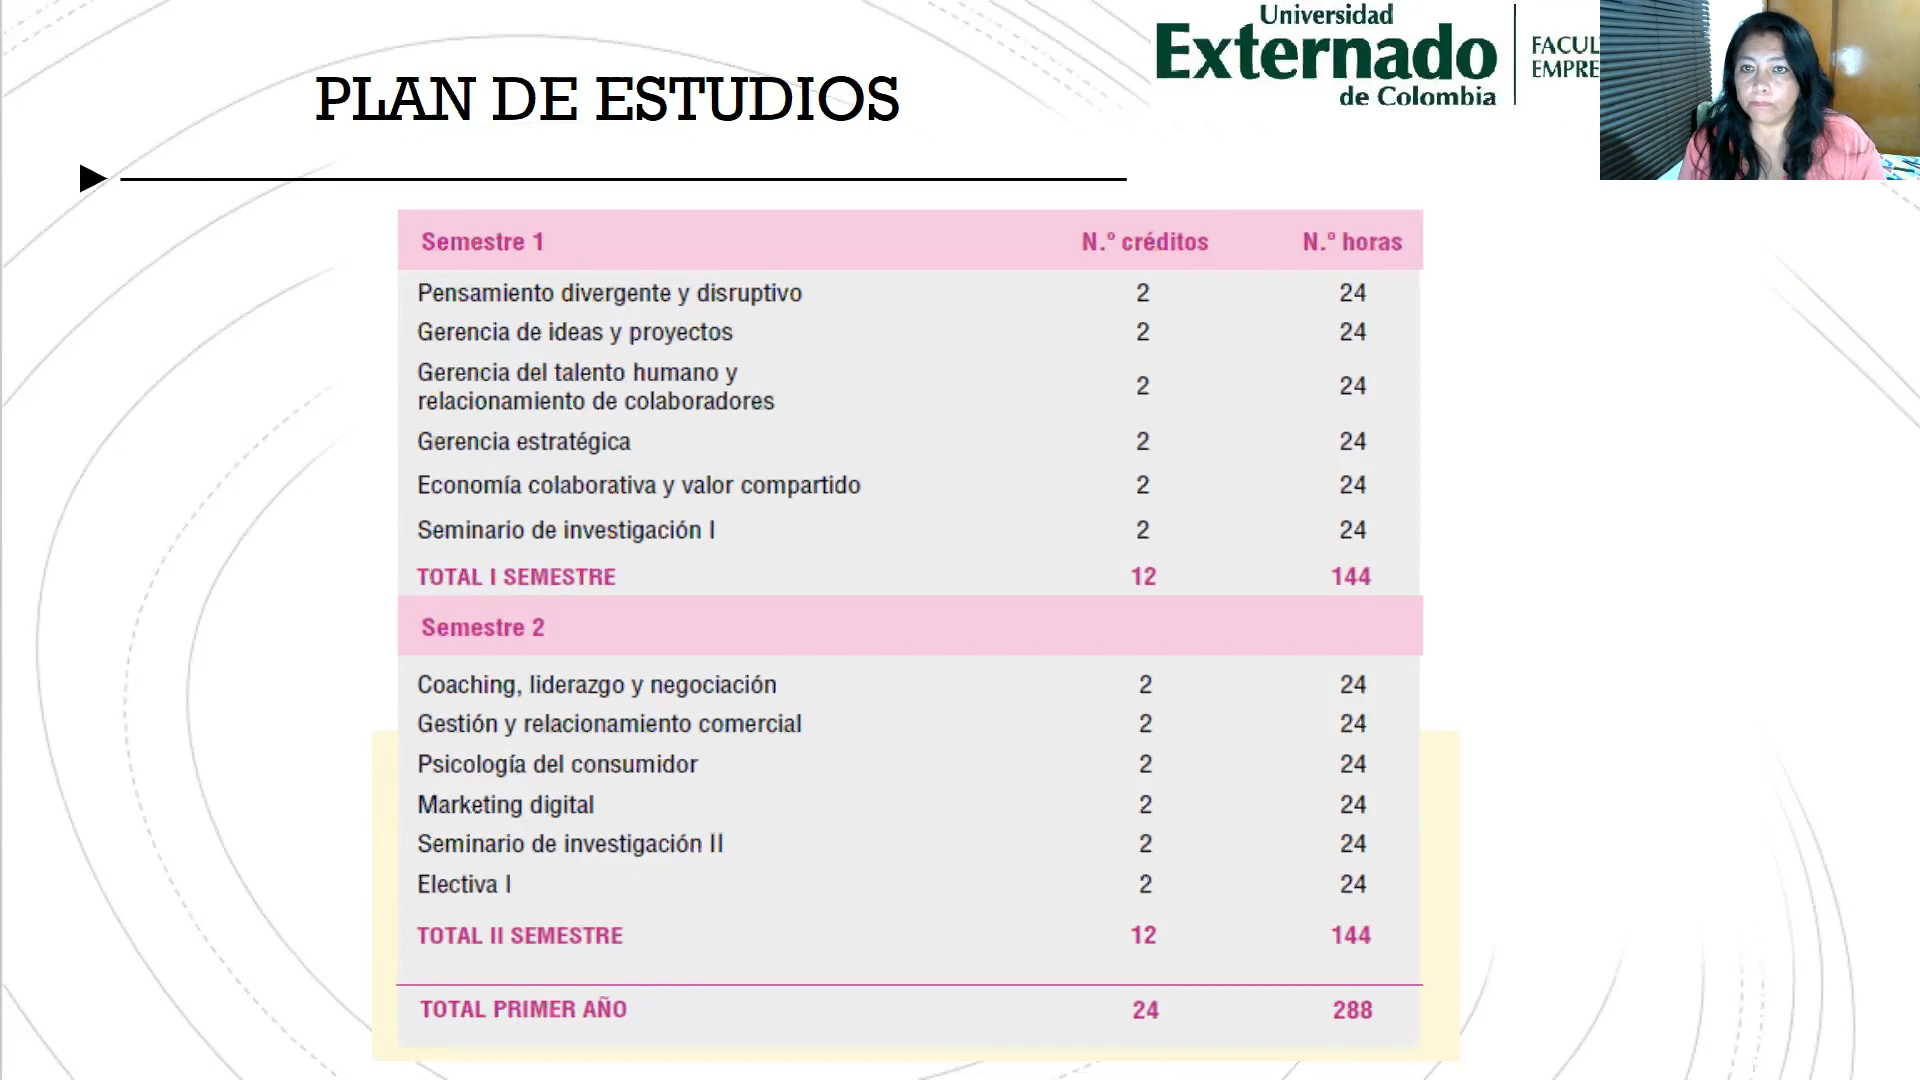 Universidad
Externado
de Colombia
FACUL
EMPRE
PLAN DE ESTUDIOS
Semestre 1 N.º créditos N.º horas
Pensamiento divergente y disruptivo 2 24
Gerencia de ideas y proyectos 2 24
Gerencia del talento humano y
relacionamiento de colaboradores 2 24
Gerencia estratégica 2 24
Economía colaborativa y valor compartido 2 24
Seminario de investigación I 2 24
TOTAL I SEMESTRE 12 144
Semestre 2
Coaching, liderazgo y negociación 2 24
Gestión y relacionamiento comercial 2 24
Psicología del consumidor 2 24
Marketing digital 2 24
Seminario de investigación II 2 24
Electiva I 2 24
TOTAL II SEMESTRE 12 144
TOTAL PRIMER AÑO 24 288